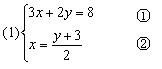 (1) { 3x+2y=8 ①
x = (y+3)/2 ②